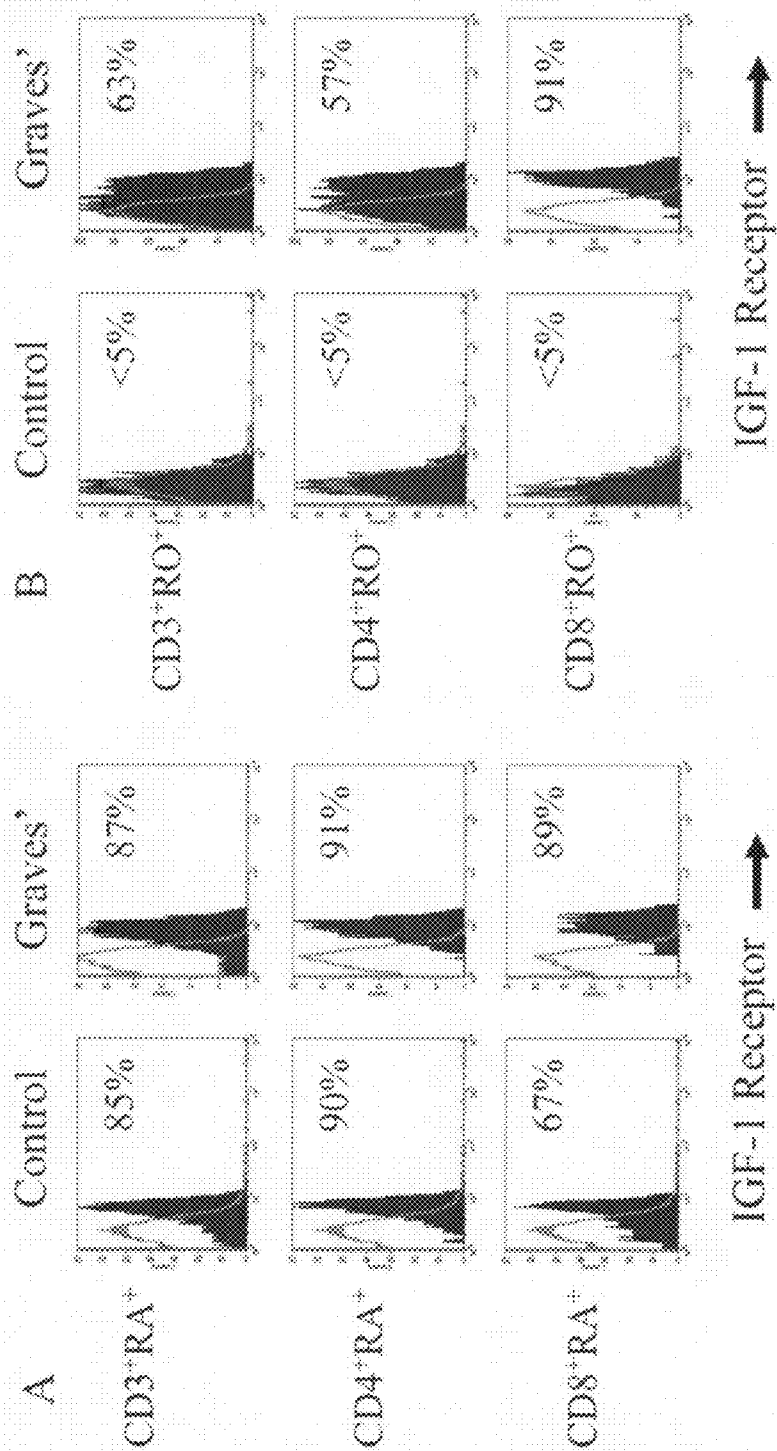 A
Control
Graves'
CD3⁺RA⁺
85%
87%
CD4⁺RA⁺
90%
91%
CD8⁺RA⁺
67%
89%
IGF-1 Receptor →
B
Control
Graves'
CD3⁺RO⁺
<5%
63%
CD4⁺RO⁺
<5%
57%
CD8⁺RO⁺
<5%
91%
IGF-1 Receptor →